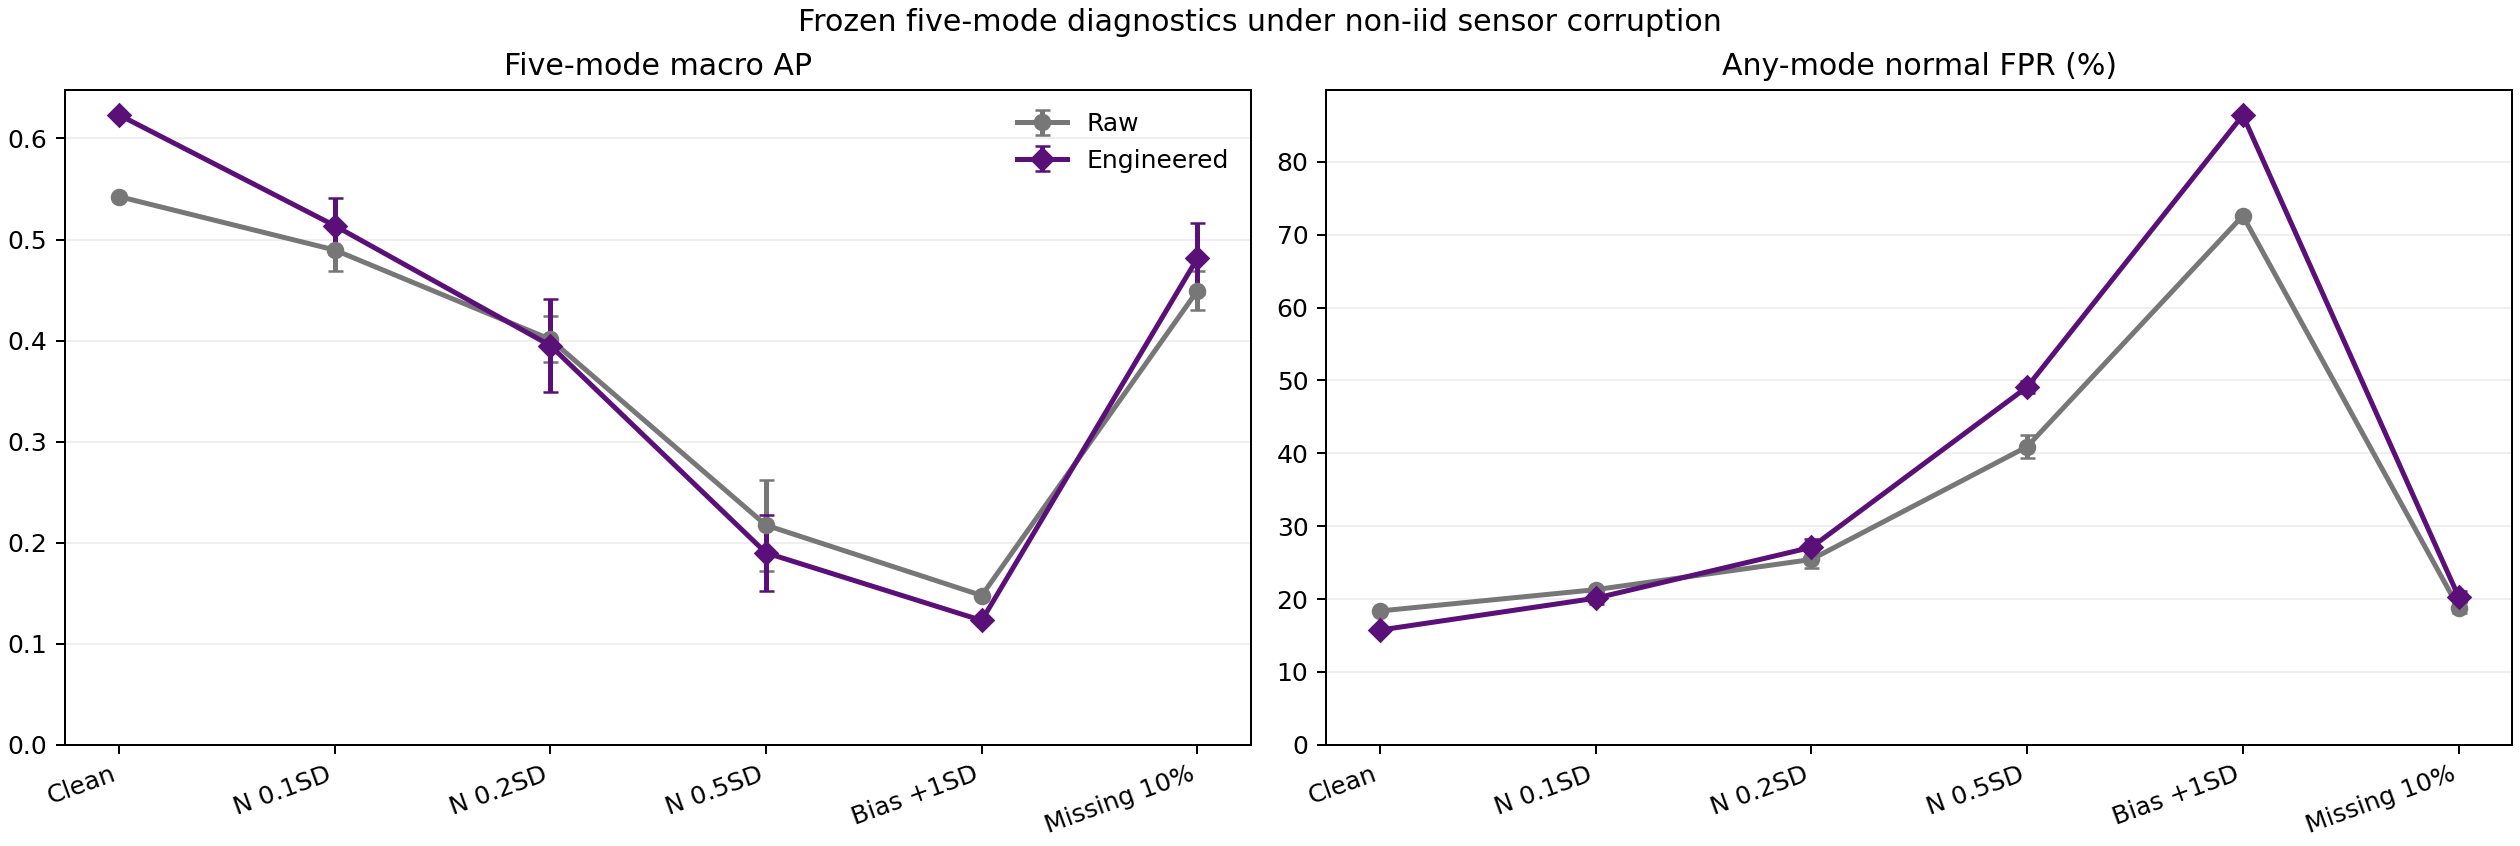 Frozen five-mode diagnostics under non-iid sensor corruption
Five-mode macro AP
0.6
0.5
0.4
0.3
0.2
0.1
0.0
Raw
Engineered
Clean
N 0.1SD
N 0.2SD
N 0.5SD
Bias +1SD
Missing 10%
Any-mode normal FPR (%)
80
70
60
50
40
30
20
10
0
Clean
N 0.1SD
N 0.2SD
N 0.5SD
Bias +1SD
Missing 10%